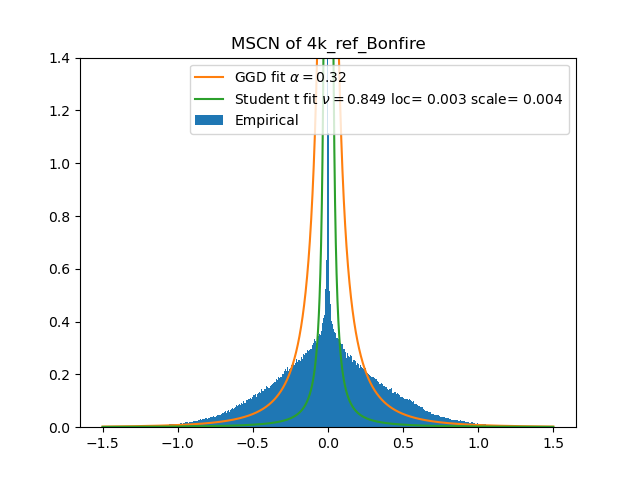 MSCN of 4k_ref_Bonfire
GGD fit α = 0.32
Student t fit ν = 0.849 loc= 0.003 scale= 0.004
Empirical
1.4
1.2
1.0
0.8
0.6
0.4
0.2
0.0
−1.5 −1.0 −0.5 0.0 0.5 1.0 1.5